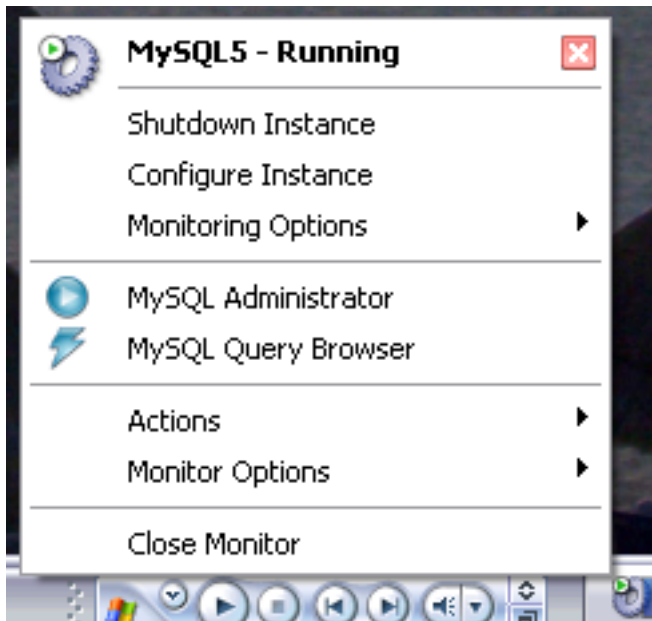 MySQL5 - Running
Shutdown Instance
Configure Instance
Monitoring Options
MySQL Administrator
MySQL Query Browser
Actions
Monitor Options
Close Monitor